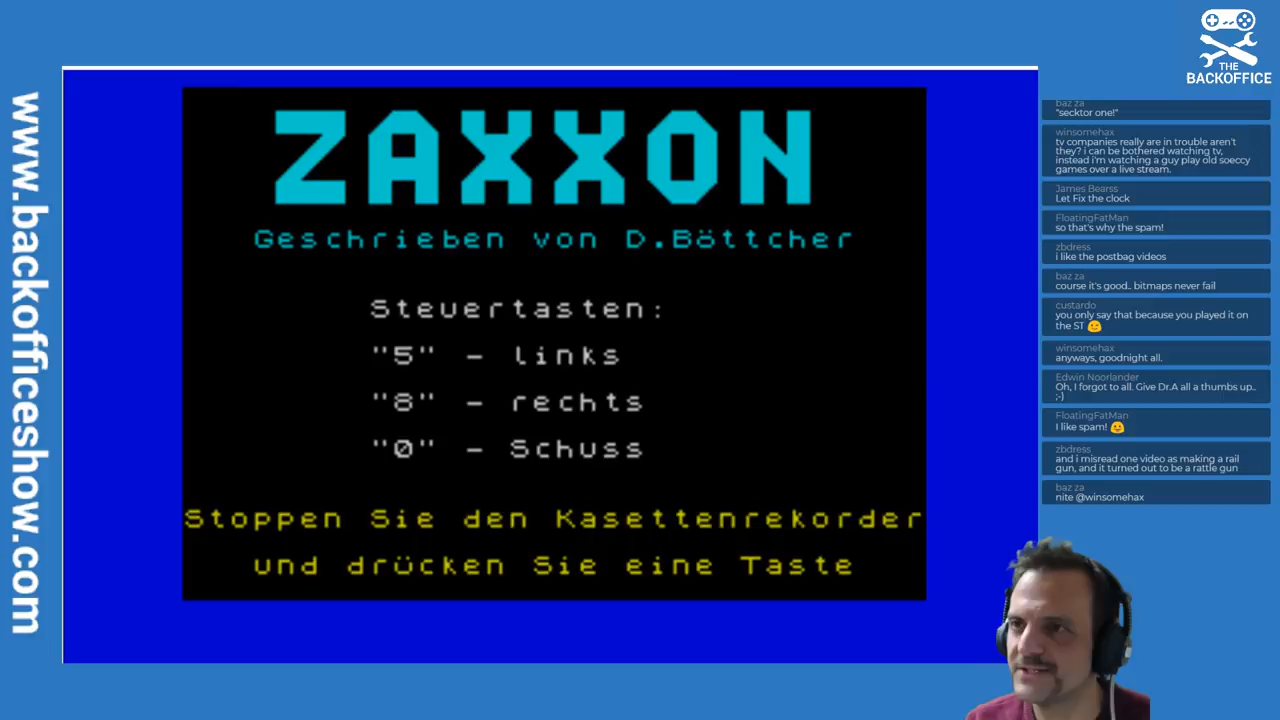 www.backofficeshow.com
ZAXXON
Geschrieben von D.Böttcher
Steuertasten:
"5" - links
"8" - rechts
"0" - Schuss
Stoppen Sie den Kasettenrekorder
und drücken Sie eine Taste
THE
BACKOFFICE
baz za
"secktor one!"
winsomehax
tv companies really are in trouble aren't
they? i can be bothered watching tv,
instead i'm watching a guy play old soeccy
games over a live stream.
James Bearss
Let Fix the clock
FloatingFatMan
so that's why the spam!
zbdress
i like the postbag videos
baz za
course it's good.. bitmaps never fail
custardo
you only say that because you played it on
the ST
winsomehax
anyways, goodnight all.
Edwin Noorlander
Oh, I forgot to all. Give Dr.A all a thumbs up..
;-)
FloatingFatMan
I like spam!
zbdress
and i misread one video as making a rail
gun, and it turned out to be a rattle gun
baz za
nite @winsomehax